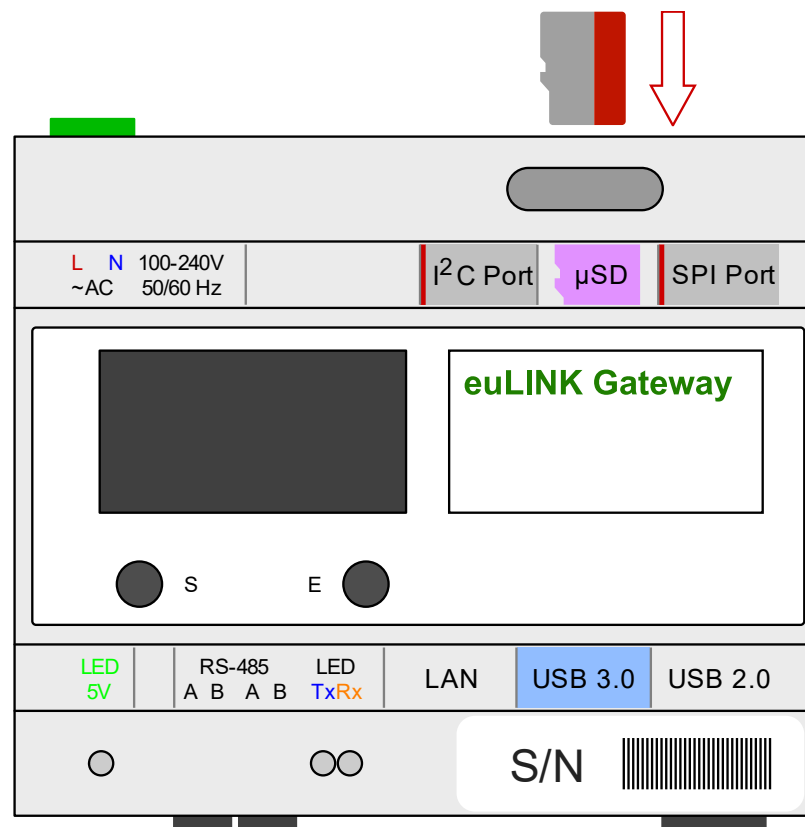 L N 100-240V
~AC 50/60 Hz
I²C Port
µSD
SPI Port
euLINK Gateway
S
E
LED
5V
RS-485
A B A B
LED
TxRx
LAN
USB 3.0
USB 2.0
S/N